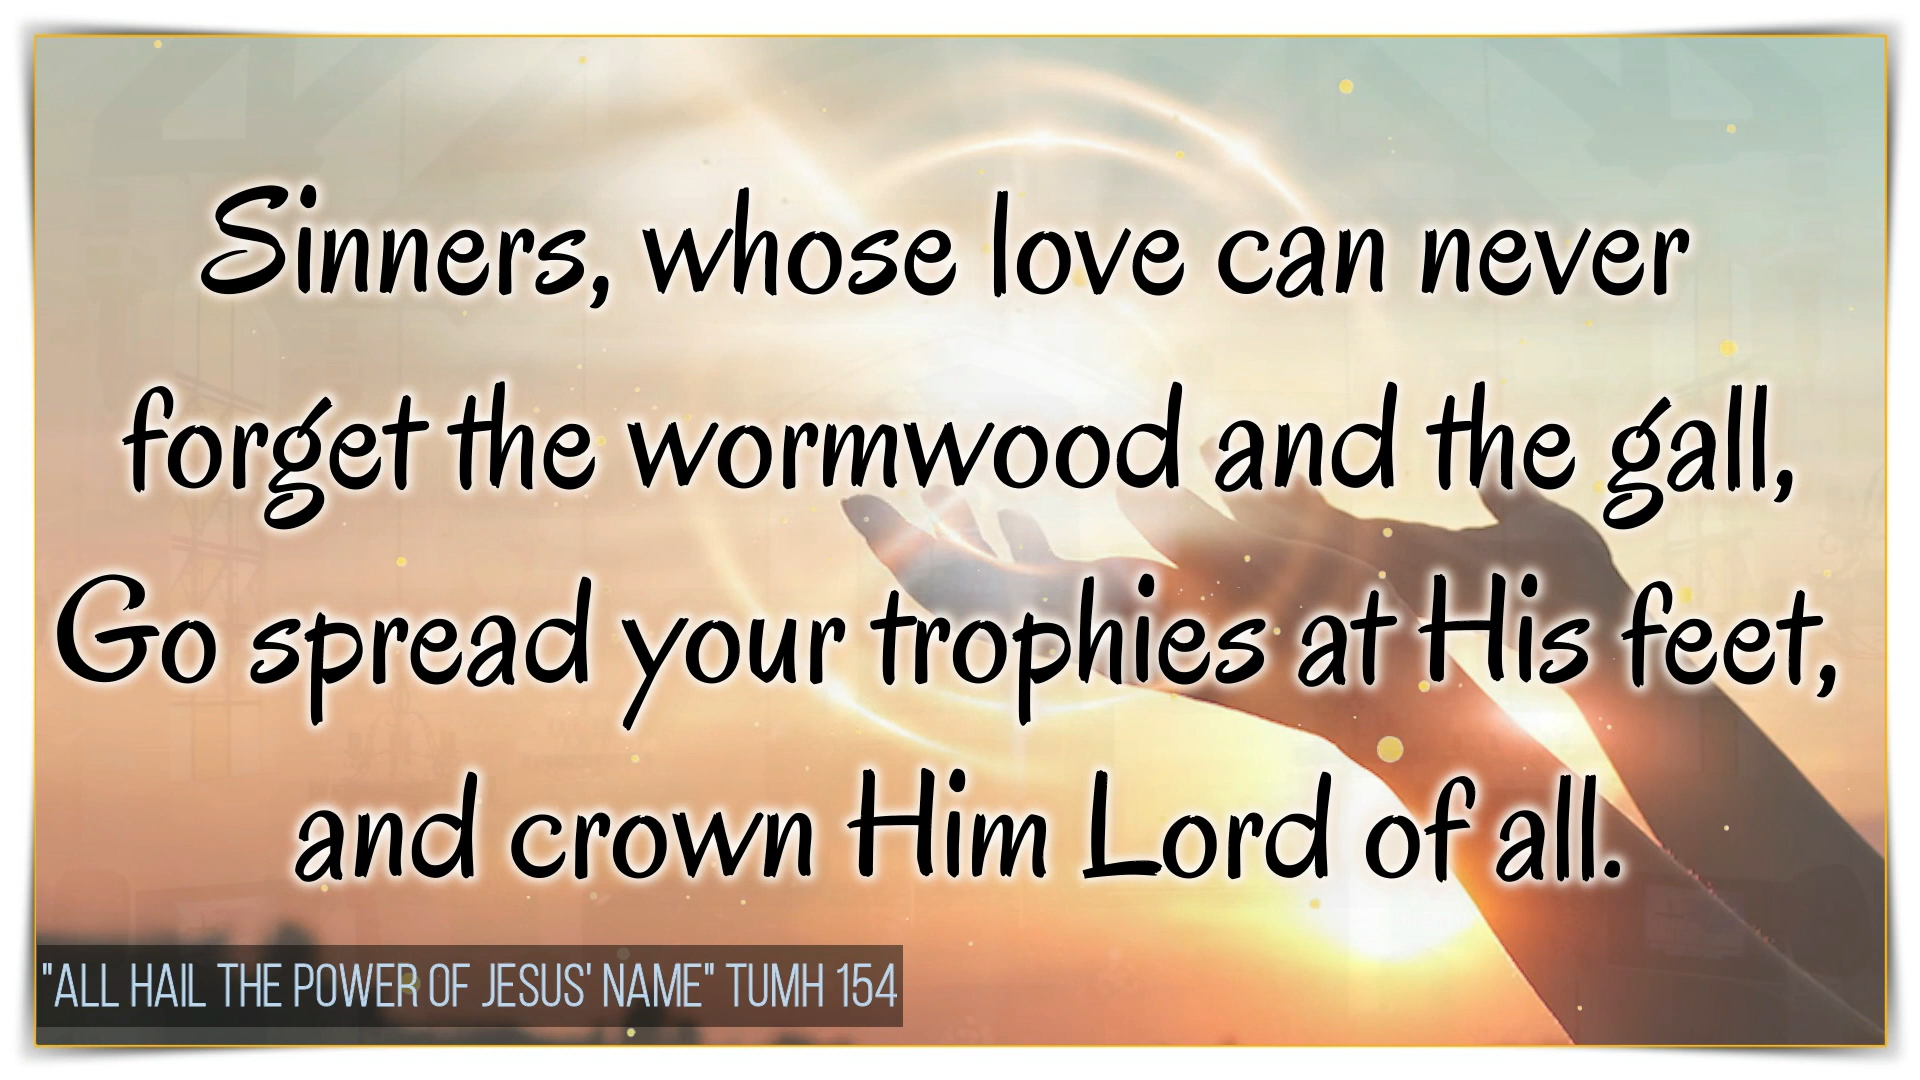 Sinners, whose love can never
forget the wormwood and the gall,
Go spread your trophies at His feet,
and crown Him Lord of all.
"ALL HAIL THE POWER OF JESUS' NAME" TUMH 154